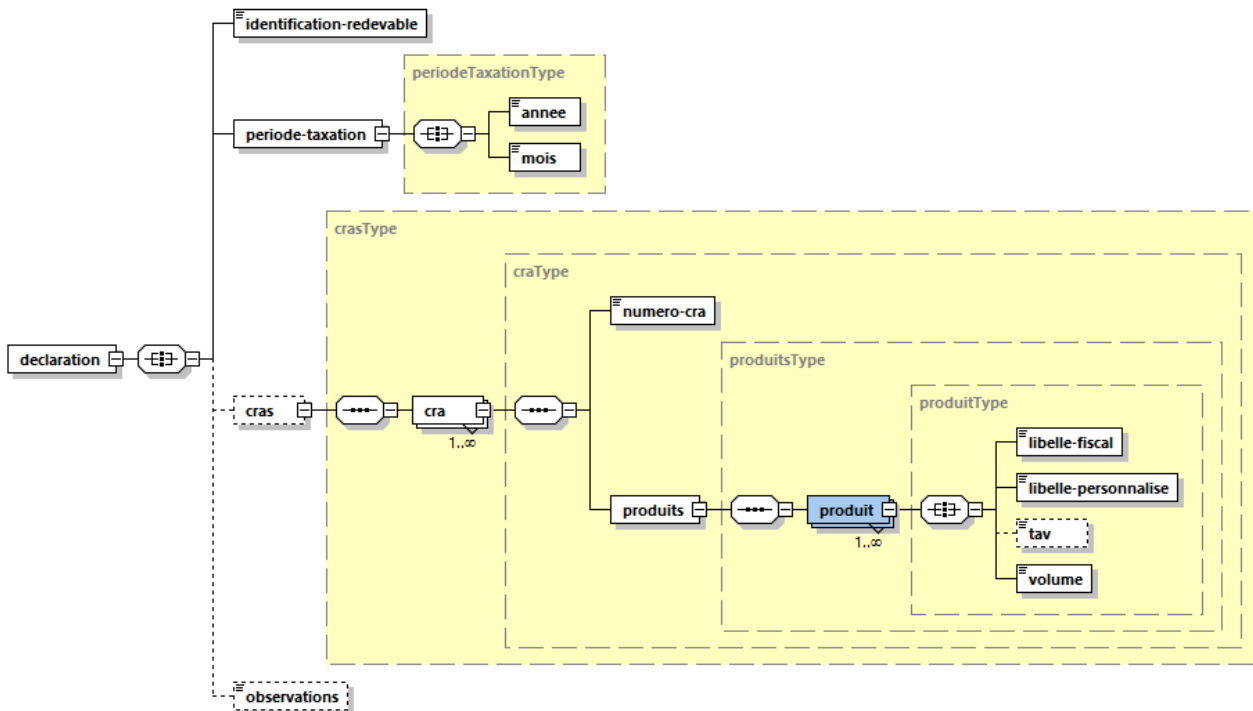 identification-redevable
periodeTaxationType
annee
periode-taxation
mois
crasType
craType
numero-cra
produitsType
declaration
produitType
cras
cra
1..∞
libelle-fiscal
libelle-personnalise
produits
produit
1..∞
tav
volume
observations